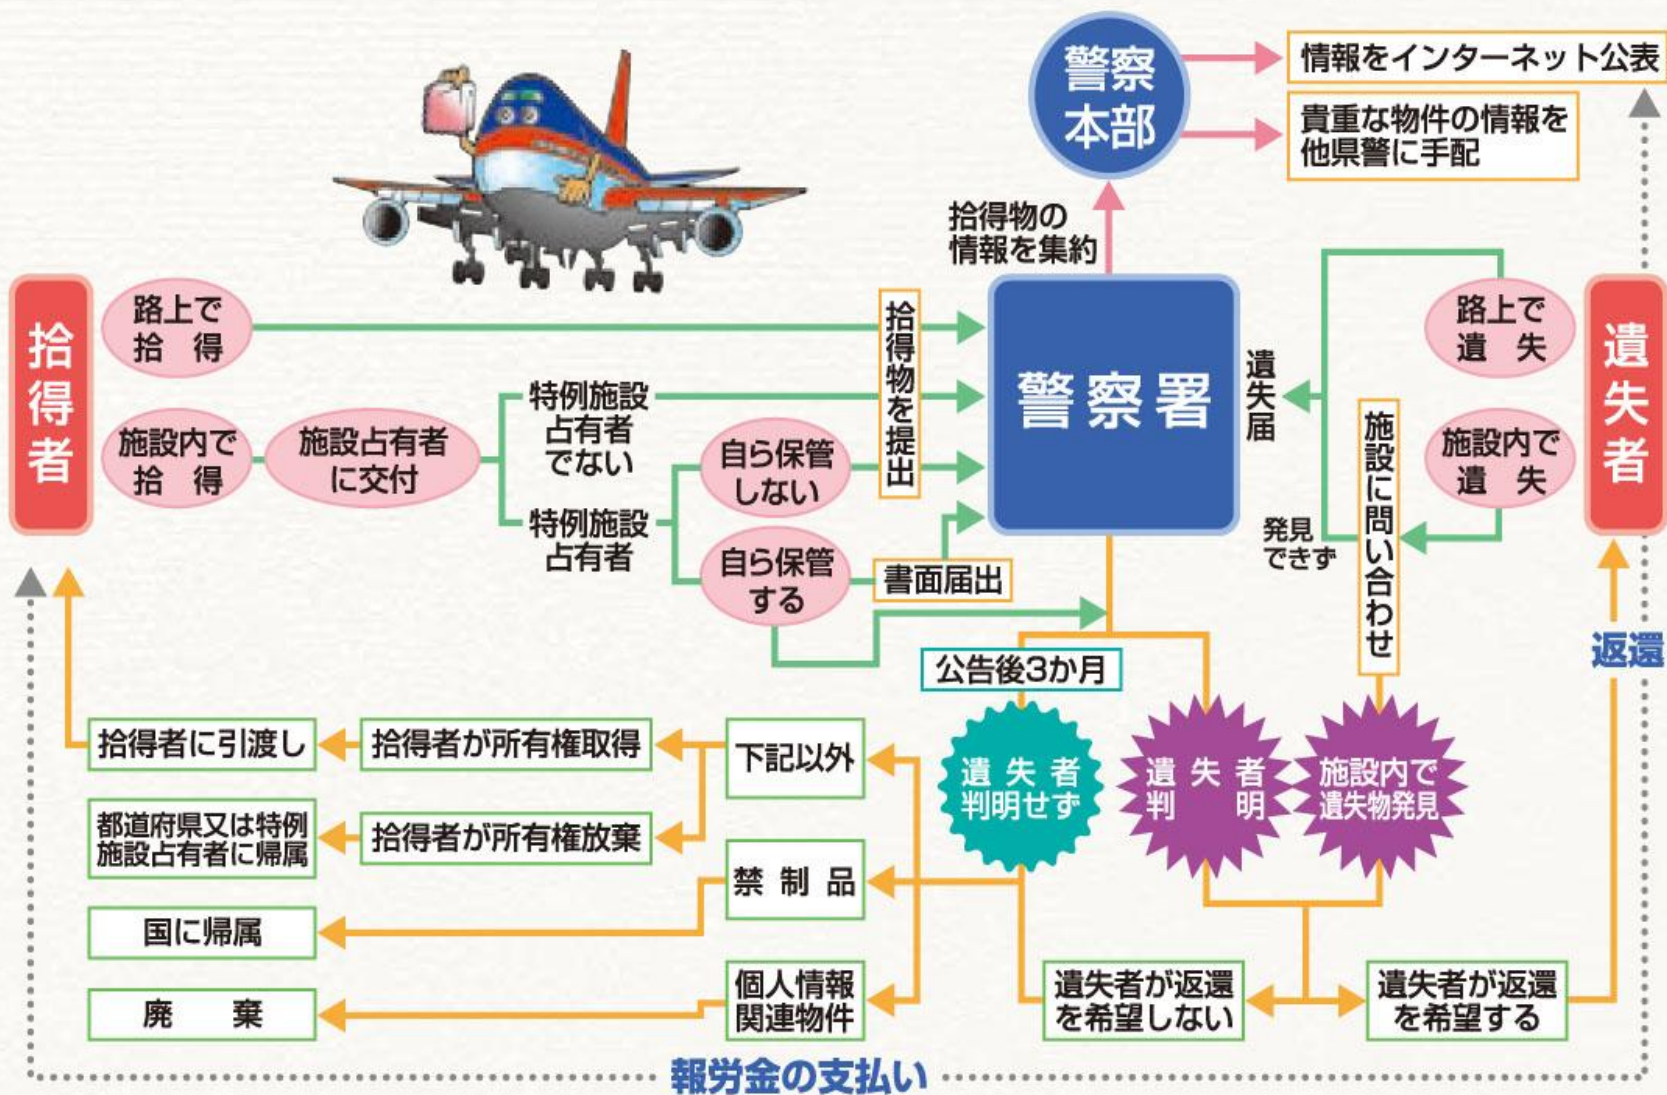 警察
本部
情報をインターネット公表
貴重な物件の情報を
他県警に手配
拾得物の
情報を集約
拾得者
路上で
拾 得
施設内で
拾 得
施設占有者
に交付
特例施設
占有者
でない
特例施設
占有者
自ら保管
しない
自ら保管
する
拾得物を提出
書面届出
警察署
遺失届
路上で
遺 失
施設内で
遺 失
遺失者
施設に問い合わせ
発見
できず
返還
公告後3か月
遺 失 者
判明せず
遺 失 者
判 明
施設内で
遺失物発見
拾得者に引渡し
拾得者が所有権取得
下記以外
都道府県又は特例
施設占有者に帰属
拾得者が所有権放棄
禁 制 品
国に帰属
個人情報
関連物件
廃 棄
遺失者が返還
を希望しない
遺失者が返還
を希望する
報労金の支払い